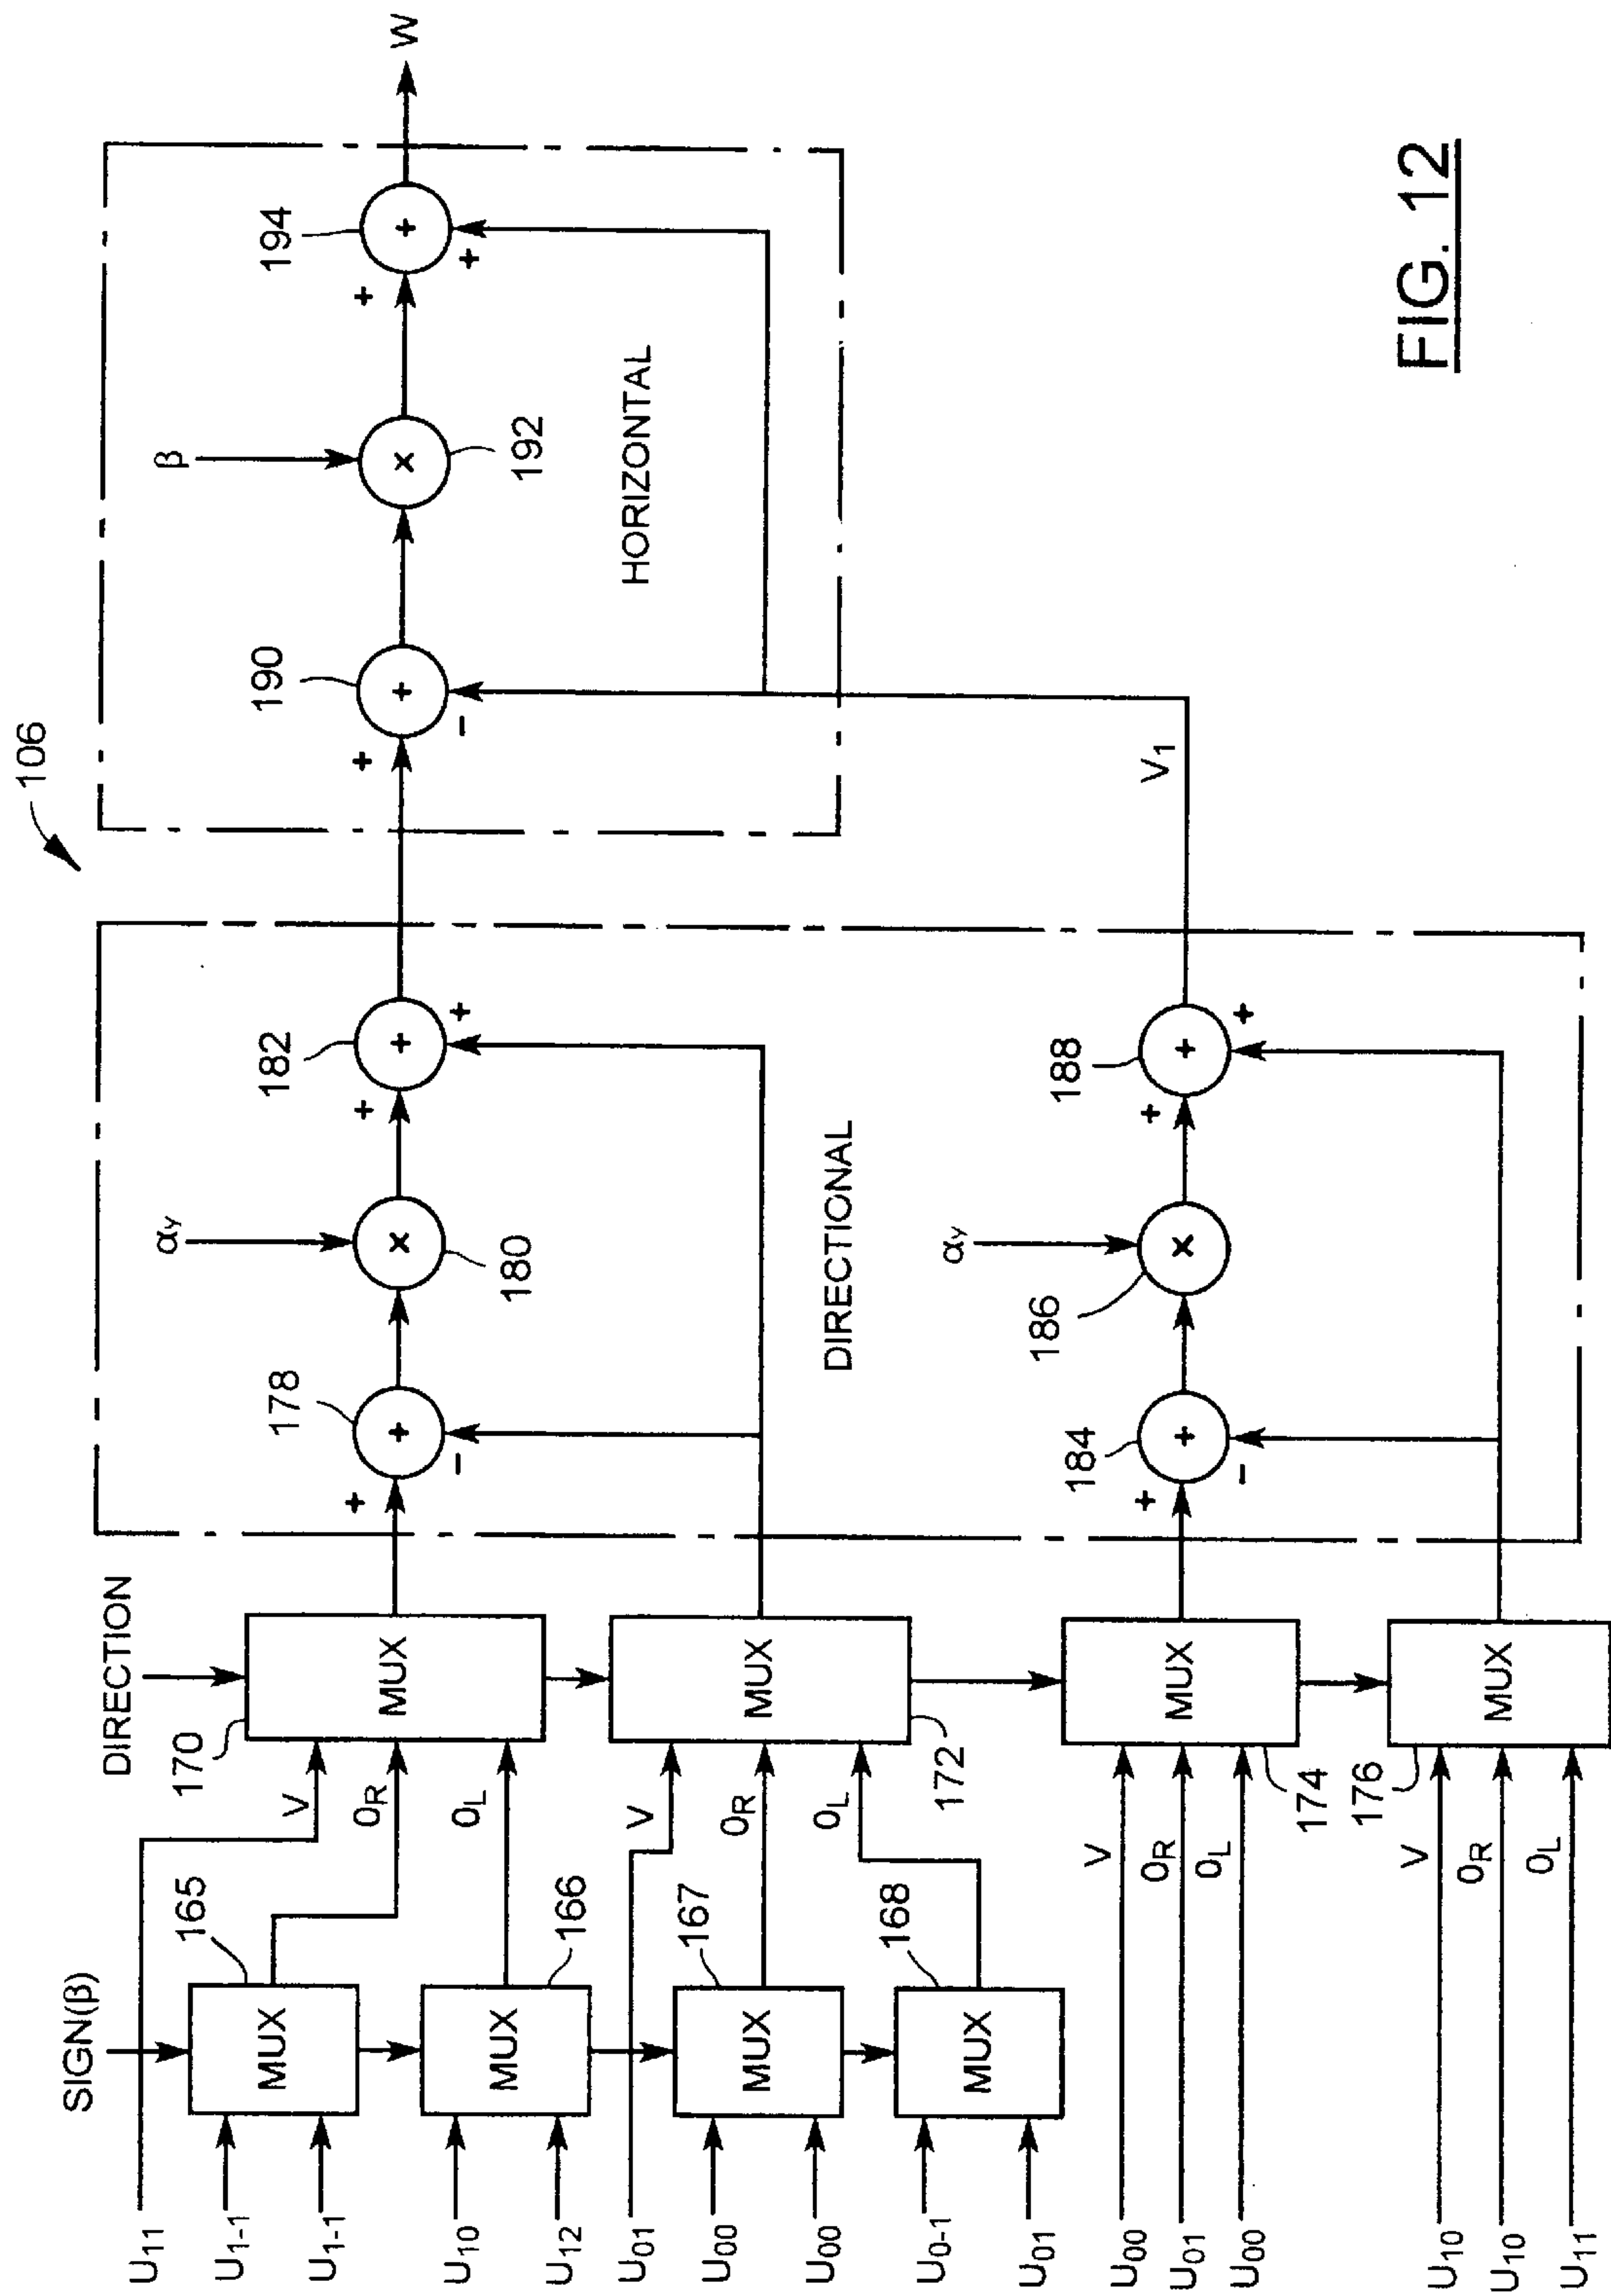 106
SIGN(β)
DIRECTION
U11
U1-1
U1-1
U10
U12
U01
U00
U00
U0-1
U01
U00
U01
U00
U10
U10
U11
MUX
165
MUX
166
MUX
167
MUX
168
V
0R
0L
V
0R
0L
V
0R
0L
V
0R
0L
MUX
170
MUX
172
MUX
174
MUX
176
+
+
−
178
αy
×
180
+
+
+
182
DIRECTIONAL
+
+
−
184
αy
×
186
+
+
+
188
V1
+
+
−
190
β
×
192
+
+
+
194
HORIZONTAL
W
FIG. 12